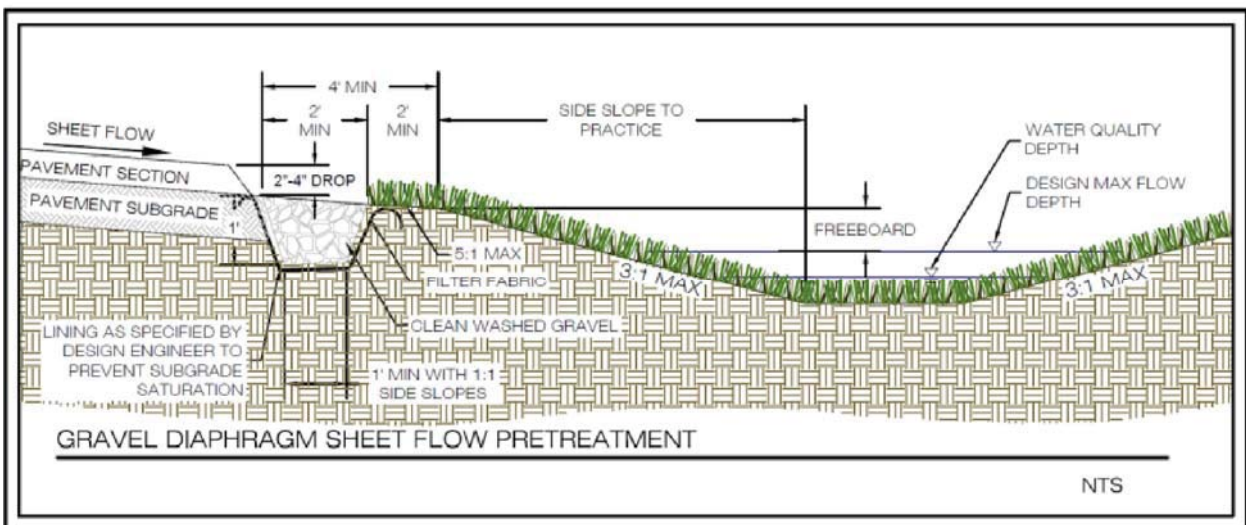 4' MIN
2'
MIN
2'
MIN
SIDE SLOPE TO
PRACTICE
SHEET FLOW
WATER QUALITY
DEPTH
PAVEMENT SECTION
2"-4" DROP
DESIGN MAX FLOW
DEPTH
PAVEMENT SUBGRADE
1'
FREEBOARD
5:1 MAX
FILTER FABRIC
3:1 MAX
3:1 MAX
CLEAN WASHED GRAVEL
LINING AS SPECIFIED BY
DESIGN ENGINEER TO
PREVENT SUBGRADE
SATURATION
1' MIN WITH 1:1
SIDE SLOPES
GRAVEL DIAPHRAGM SHEET FLOW PRETREATMENT
NTS